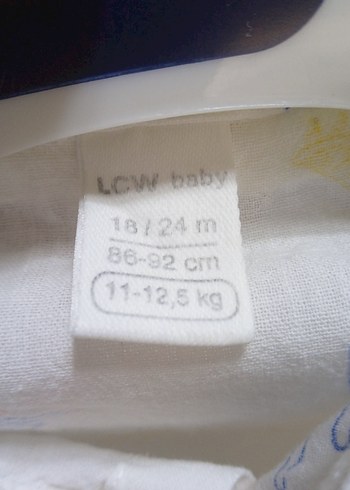 LCW baby
18 / 24 m
86-92 cm
11-12,5 kg